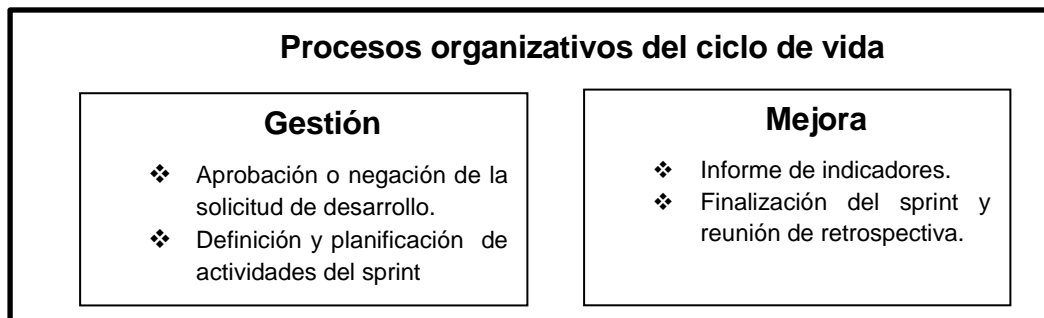 Procesos organizativos del ciclo de vida
Gestión
❖ Aprobación o negación de la
solicitud de desarrollo.
❖ Definición y planificación de
actividades del sprint
Mejora
❖ Informe de indicadores.
❖ Finalización del sprint y
reunión de retrospectiva.